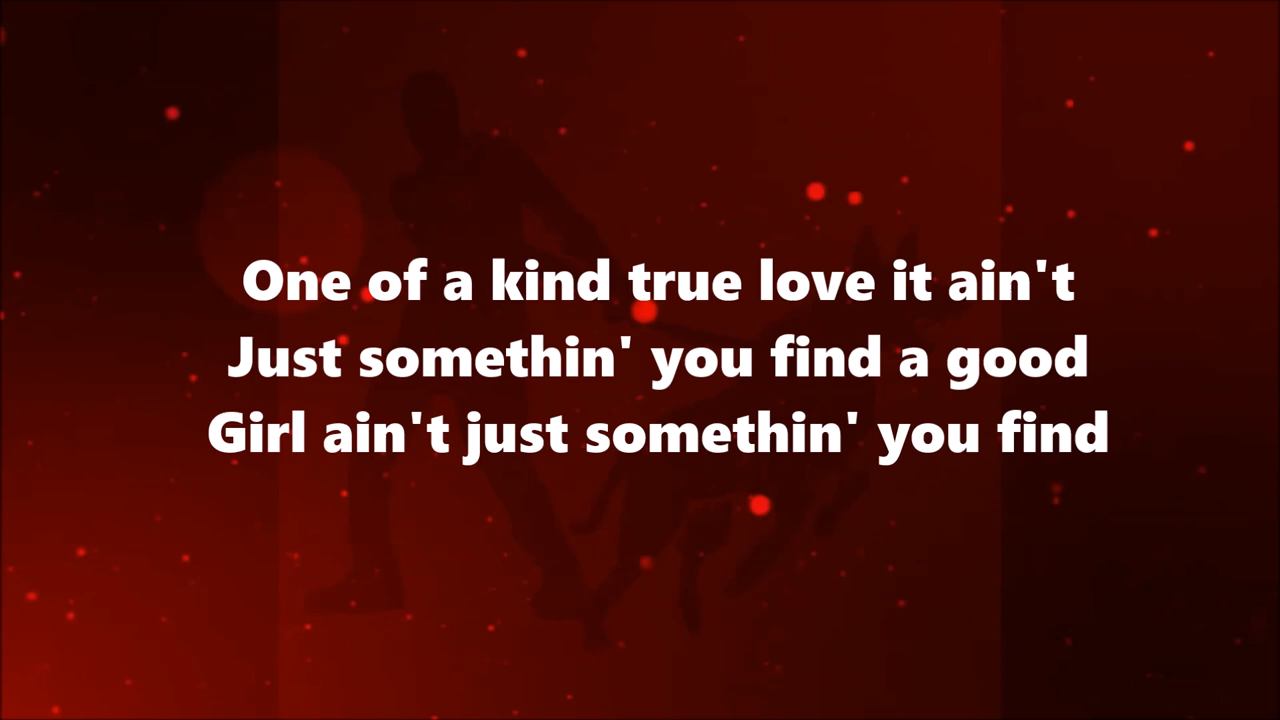 One of a kind true love it ain't
Just somethin' you find a good
Girl ain't just somethin' you find